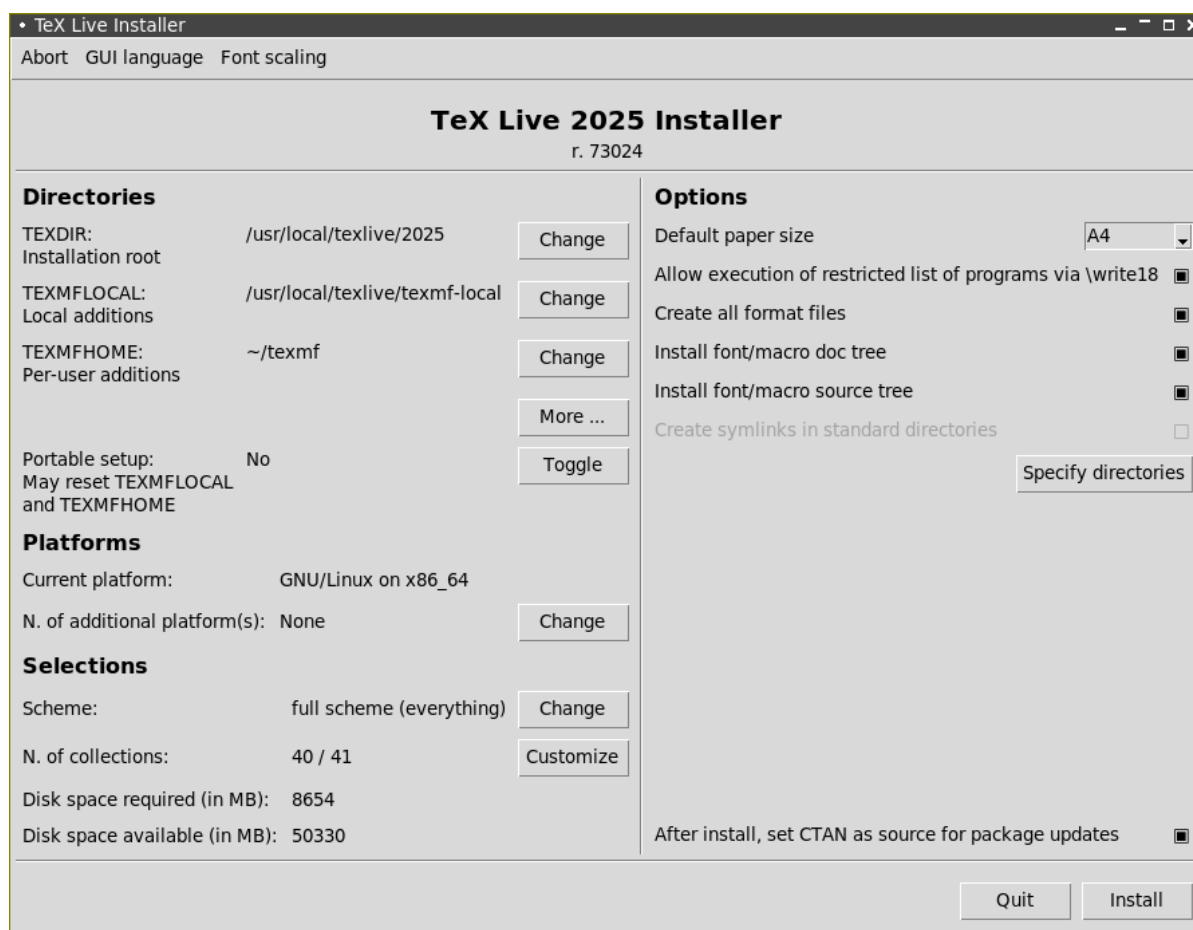 TeX Live Installer
Abort GUI language Font scaling
TeX Live 2025 Installer
r. 73024
Directories
TEXDIR: /usr/local/texlive/2025 Change
Installation root
TEXMFLOCAL: /usr/local/texlive/texmf-local Change
Local additions
TEXMFHOME: ~/texmf Change
Per-user additions
More ...
Portable setup: No Toggle
May reset TEXMFLOCAL
and TEXMFHOME
Platforms
Current platform: GNU/Linux on x86_64
N. of additional platform(s): None Change
Selections
Scheme: full scheme (everything) Change
N. of collections: 40 / 41 Customize
Disk space required (in MB): 8654
Disk space available (in MB): 50330
Options
Default paper size A4
Allow execution of restricted list of programs via \write18
Create all format files
Install font/macro doc tree
Install font/macro source tree
Create symlinks in standard directories
Specify directories
After install, set CTAN as source for package updates
Quit Install